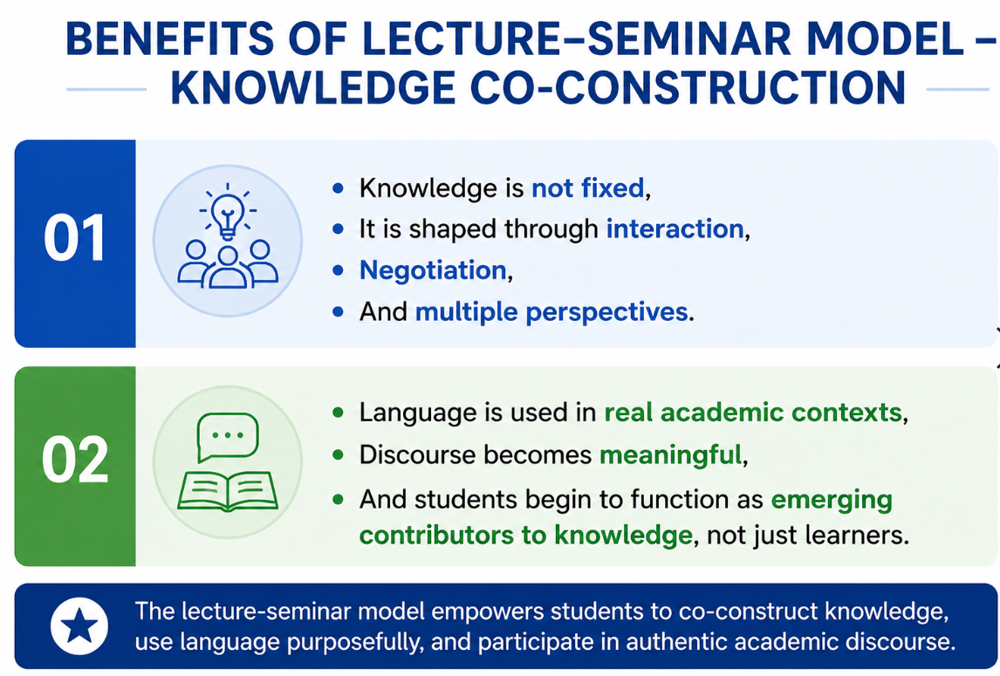 BENEFITS OF LECTURE–SEMINAR MODEL –
KNOWLEDGE CO-CONSTRUCTION
01
• Knowledge is not fixed,
• It is shaped through interaction,
• Negotiation,
• And multiple perspectives.
02
• Language is used in real academic contexts,
• Discourse becomes meaningful,
• And students begin to function as emerging
contributors to knowledge, not just learners.
The lecture-seminar model empowers students to co-construct knowledge,
use language purposefully, and participate in authentic academic discourse.